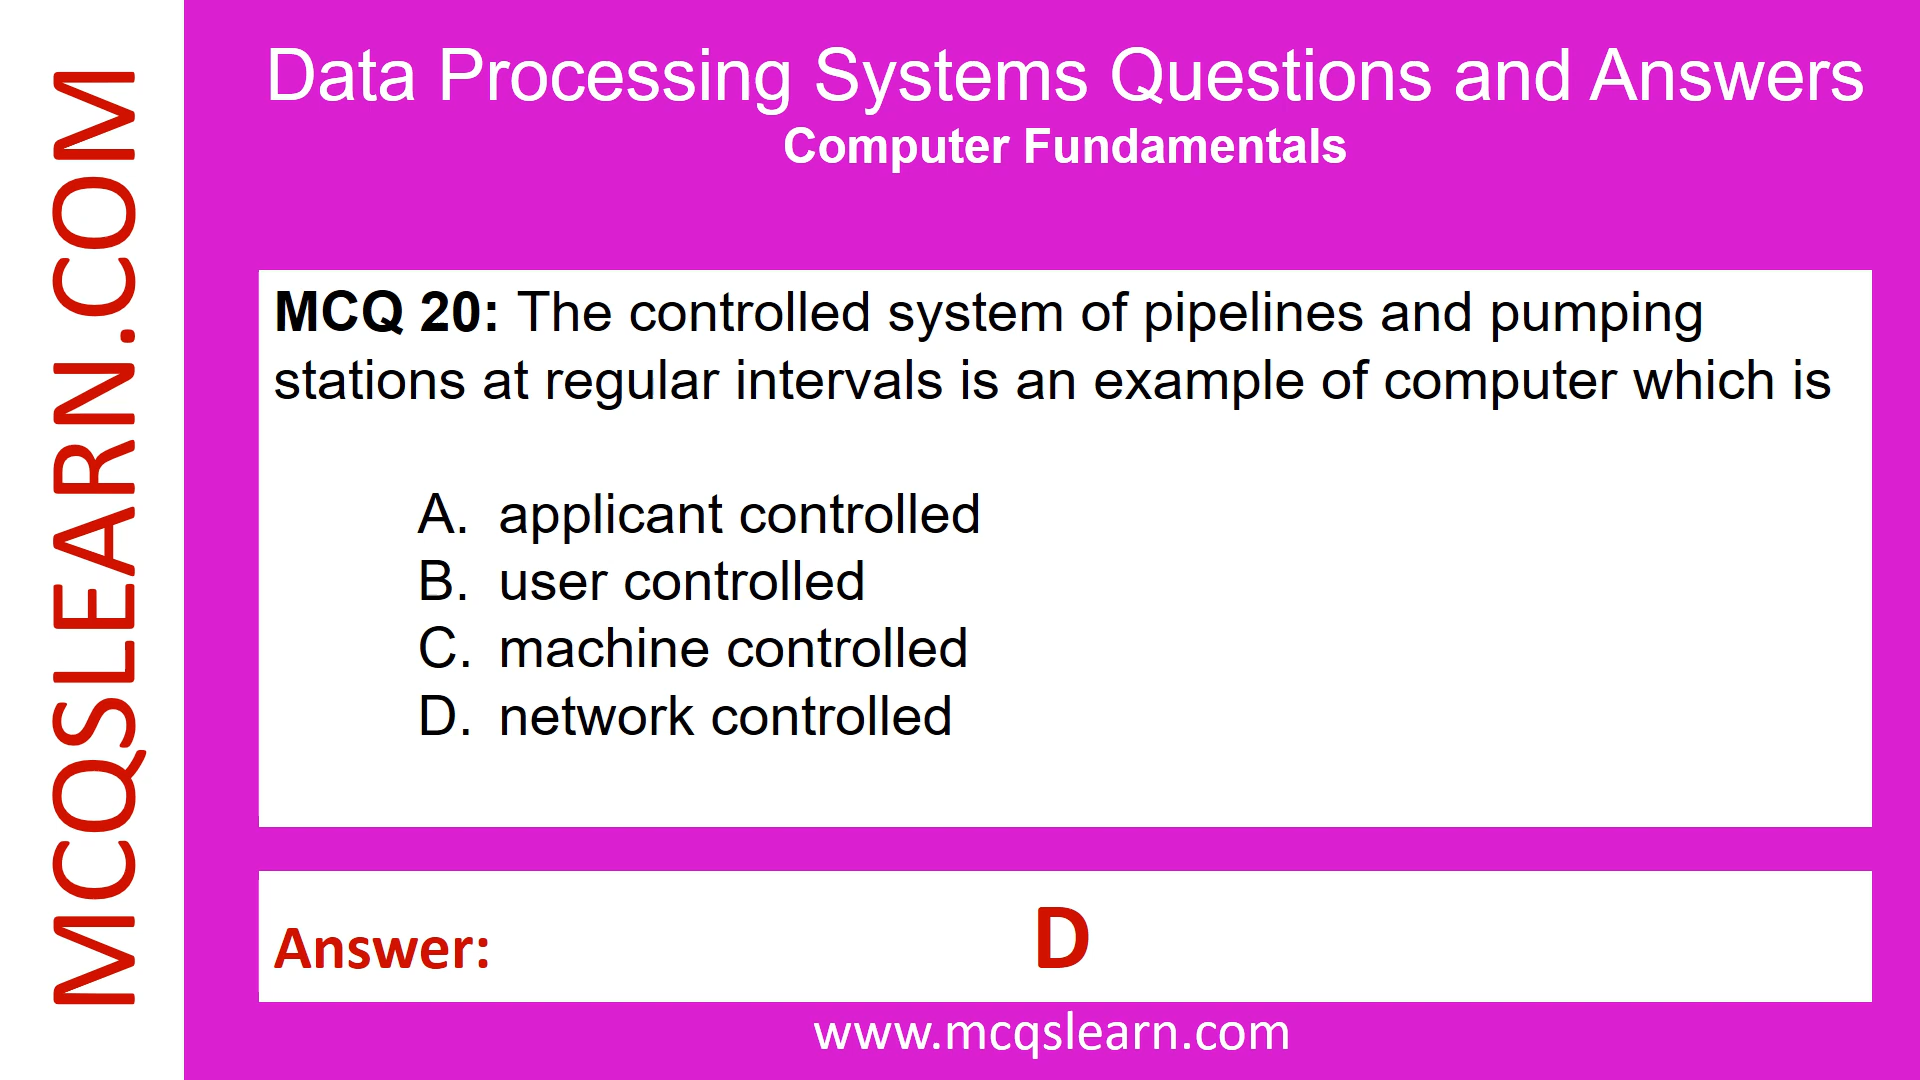 MCQSLEARN.COM
Data Processing Systems Questions and Answers
Computer Fundamentals
MCQ 20: The controlled system of pipelines and pumping
stations at regular intervals is an example of computer which is
A. applicant controlled
B. user controlled
C. machine controlled
D. network controlled
Answer: D
www.mcqslearn.com